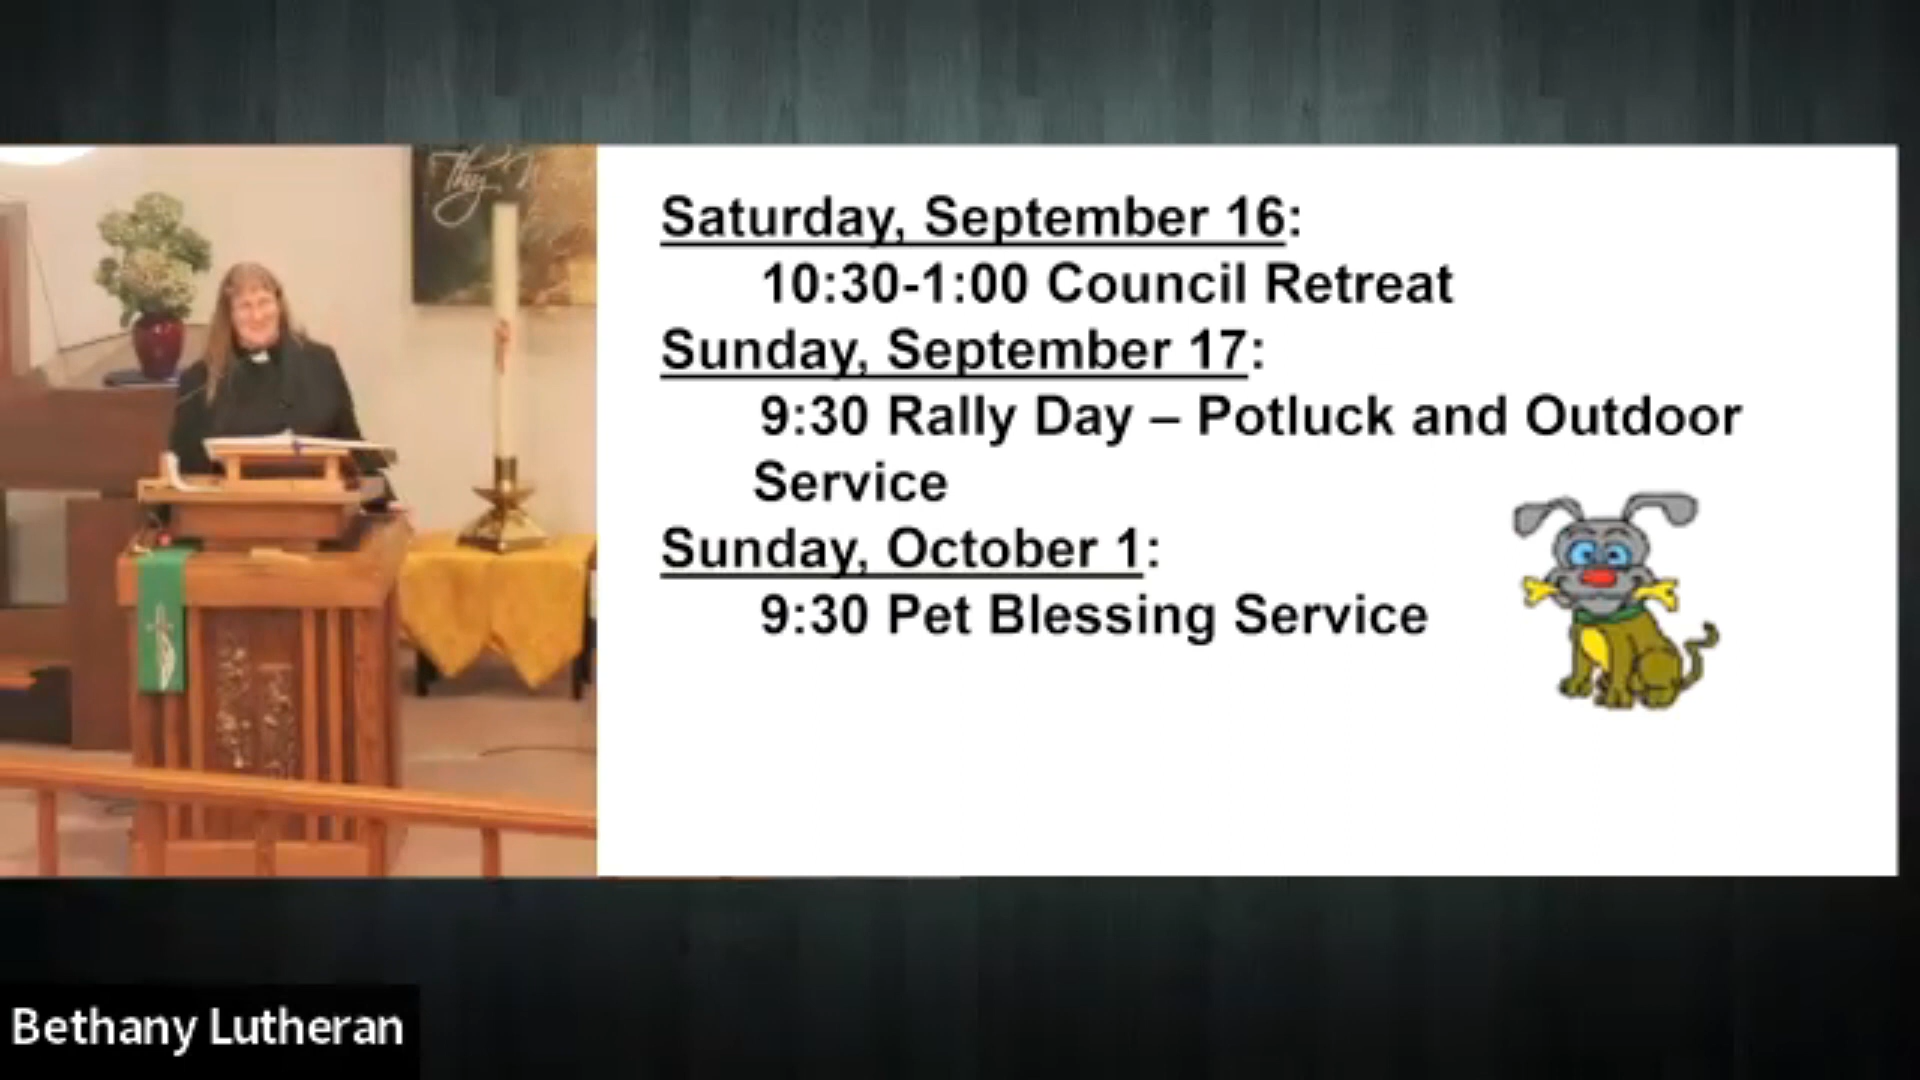 Thy
Saturday, September 16:
10:30-1:00 Council Retreat
Sunday, September 17:
9:30 Rally Day – Potluck and Outdoor
Service
Sunday, October 1:
9:30 Pet Blessing Service
Bethany Lutheran